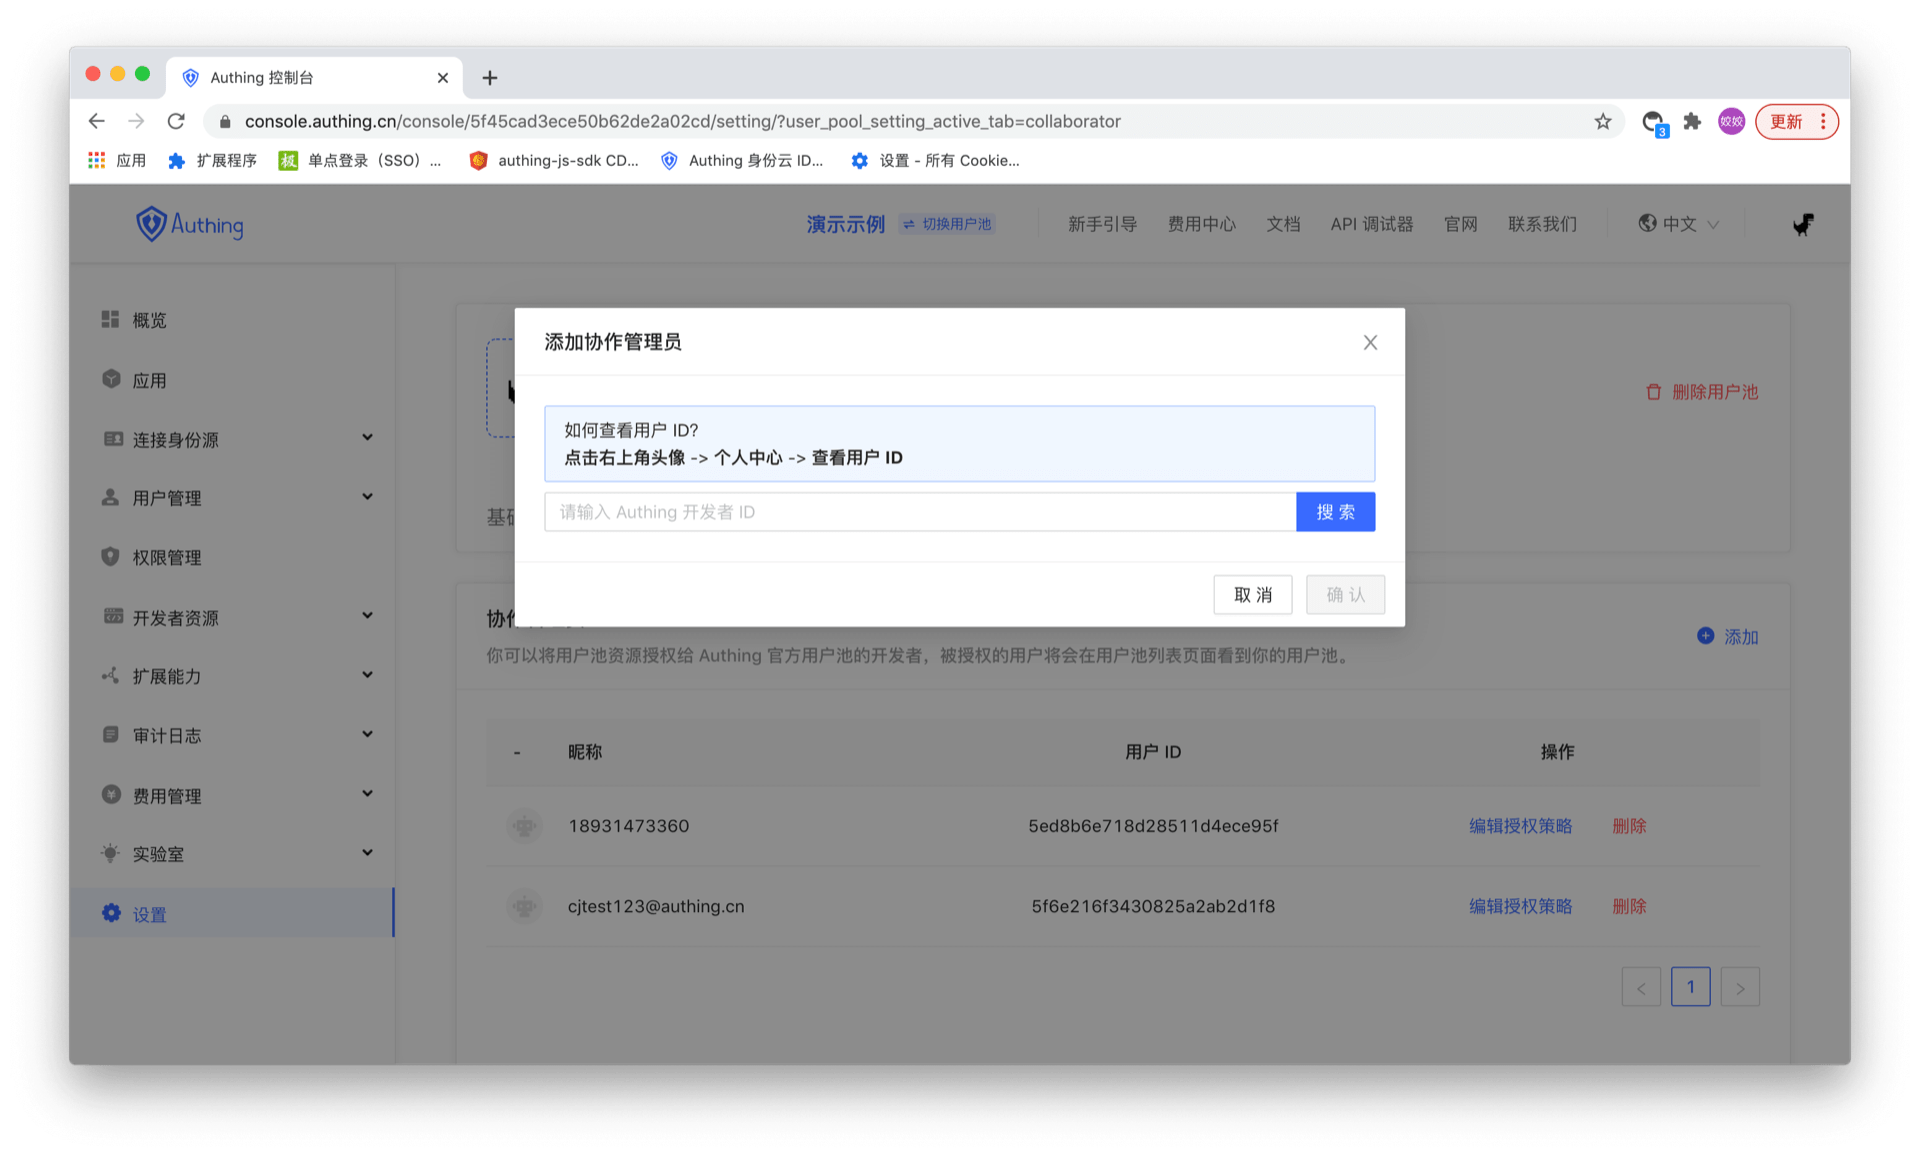 Authing 控制台
console.authing.cn/console/5f45cad3ece50b62de2a02cd/setting/?user_pool_setting_active_tab=collaborator
3
姣姣
更新
应用
扩展程序
极
单点登录（SSO）...
authing-js-sdk CD...
Authing 身份云 ID...
设置 - 所有 Cookie...
Authing
演示示例
切换用户池
新手引导
费用中心
文档
API 调试器
官网
联系我们
中文
概览
应用
连接身份源
用户管理
权限管理
开发者资源
扩展能力
审计日志
费用管理
实验室
设置
添加协作管理员
如何查看用户 ID?
点击右上角头像 -> 个人中心 -> 查看用户 ID
请输入 Authing 开发者 ID
搜 索
取 消
确 认
删除用户池
添加
你可以将用户池资源授权给 Authing 官方用户池的开发者，被授权的用户将会在用户池列表页面看到你的用户池。
- 昵称 用户 ID 操作
18931473360 5ed8b6e718d28511d4ece95f 编辑授权策略 删除
cjtest123@authing.cn 5f6e216f3430825a2ab2d1f8 编辑授权策略 删除
< 1 >